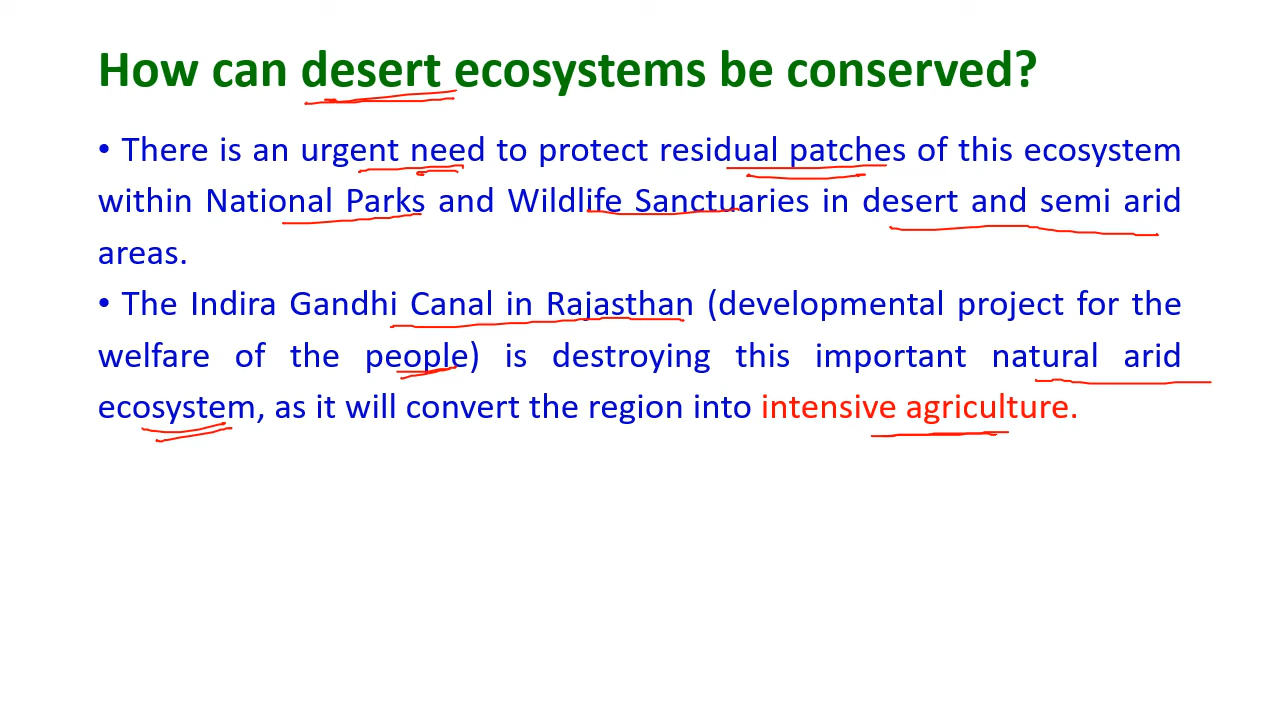 How can desert ecosystems be conserved?
• There is an urgent need to protect residual patches of this ecosystem
within National Parks and Wildlife Sanctuaries in desert and semi arid
areas.
• The Indira Gandhi Canal in Rajasthan (developmental project for the
welfare of the people) is destroying this important natural arid
ecosystem, as it will convert the region into intensive agriculture.